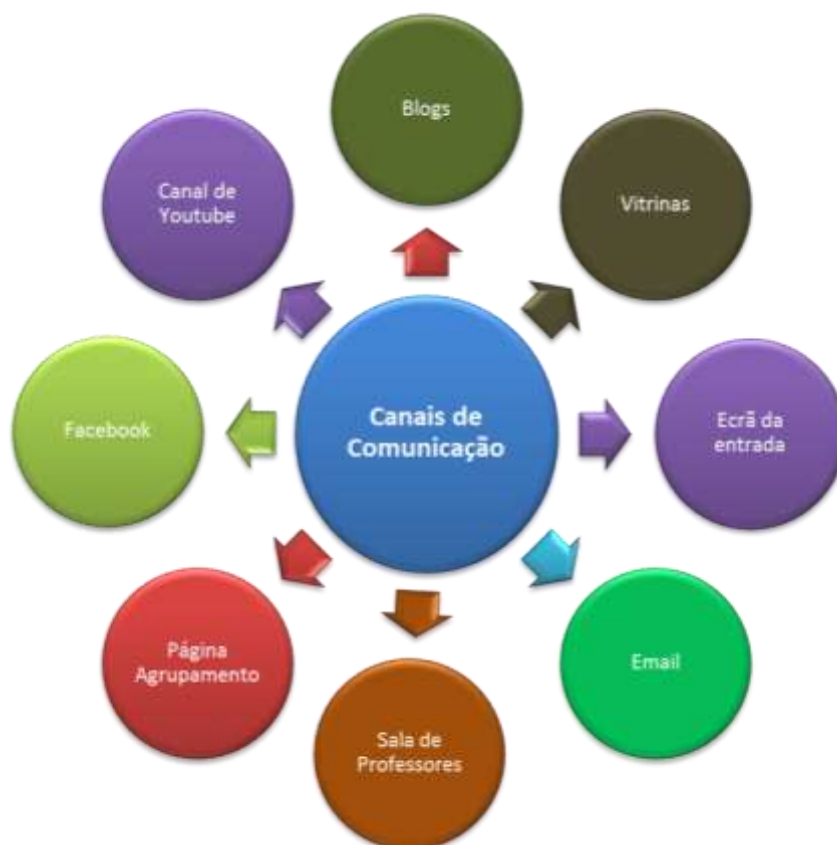 Blogs
Vitrinas
Ecrã da
entrada
Email
Sala de
Professores
Página
Agrupamento
Facebook
Canal de
Youtube
Canais de
Comunicação